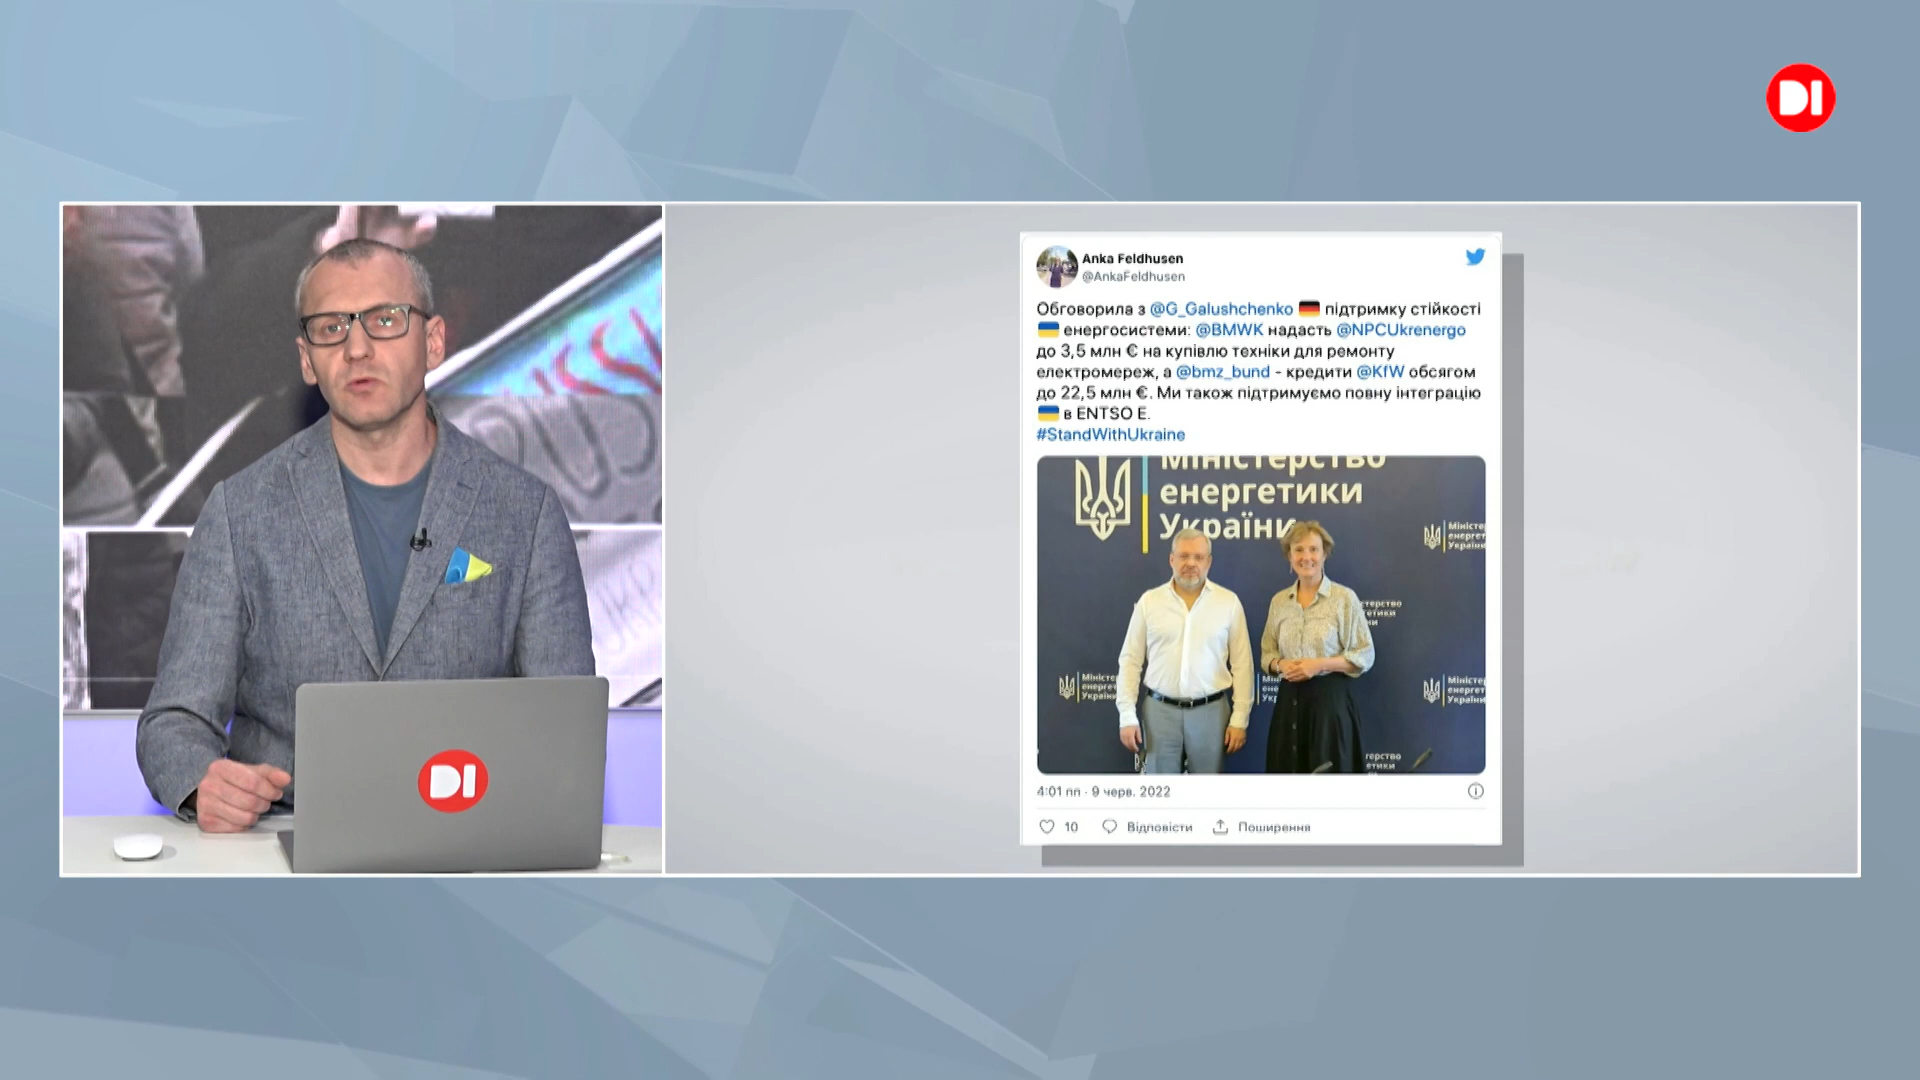 DI
DI
Anka Feldhusen
@AnkaFeldhusen
Обговорила з @G_Galushchenko 🇩🇪 підтримку стійкості
🇺🇦 енергосистеми: @BMWK надасть @NPCUkrenergo
до 3,5 млн € на купівлю техніки для ремонту
електромереж, а @bmz_bund - кредити @KfW обсягом
до 22,5 млн €. Ми також підтримуємо повну інтеграцію
🇺🇦 в ENTSO E.
#StandWithUkraine
Міністерство
енергетики
України
4:01 пп · 9 черв. 2022
10 Відповісти Поширення